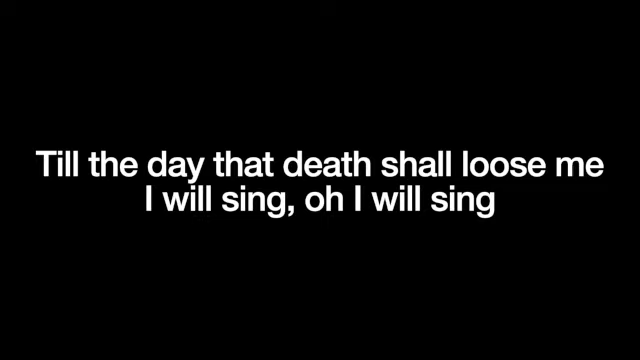 Till the day that death shall loose me
I will sing, oh I will sing